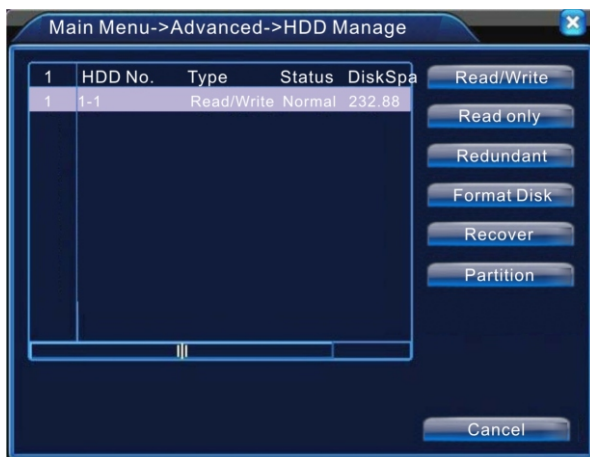 Main Menu->Advanced->HDD Manage
1 HDD No. Type Status DiskSpa
1 1-1 Read/Write Normal 232.88
Read/Write
Read only
Redundant
Format Disk
Recover
Partition
Cancel